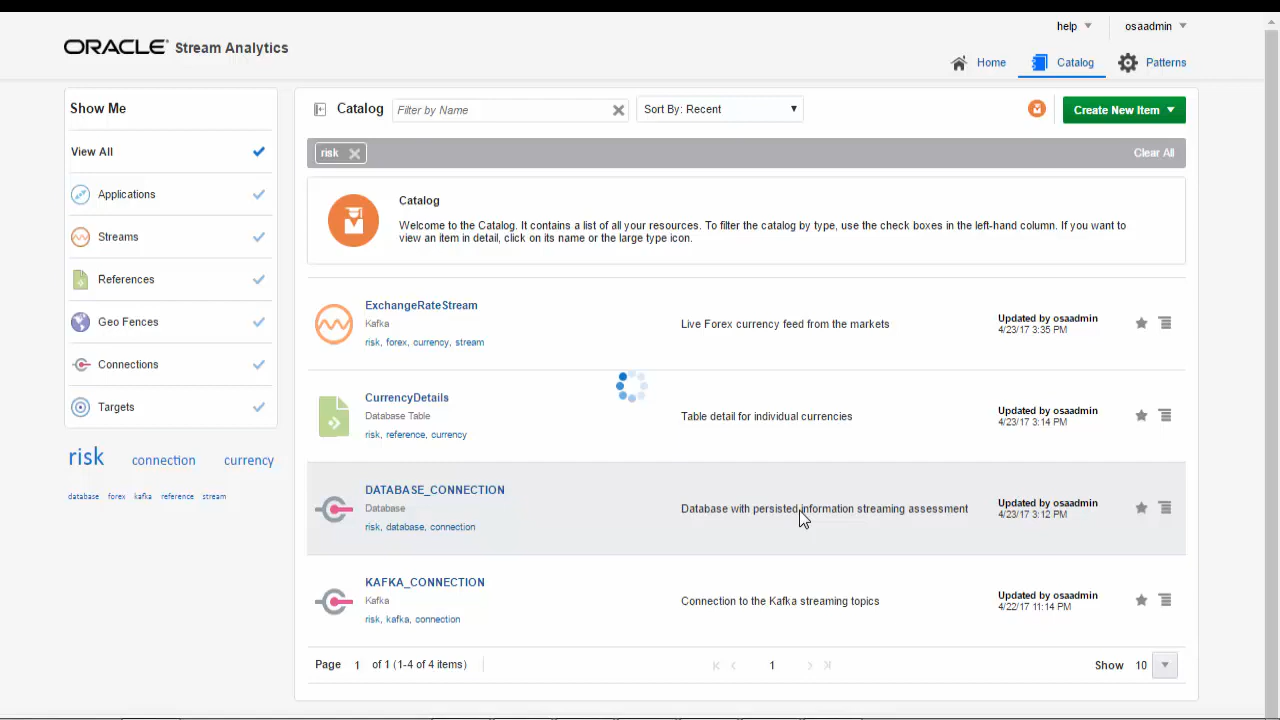 help
osaadmin
ORACLE Stream Analytics
Home
Catalog
Patterns
Show Me
View All
Applications
Streams
References
Geo Fences
Connections
Targets
risk connection currency
database forex kafka reference stream
Catalog
Filter by Name
Sort By: Recent
Create New Item
risk
Clear All
Catalog
Welcome to the Catalog. It contains a list of all your resources. To filter the catalog by type, use the check boxes in the left-hand column. If you want to
view an item in detail, click on its name or the large type icon.
ExchangeRateStream
Kafka
risk, forex, currency, stream
Live Forex currency feed from the markets
Updated by osaadmin
4/23/17 3:35 PM
CurrencyDetails
Database Table
risk, reference, currency
Table detail for individual currencies
Updated by osaadmin
4/23/17 3:14 PM
DATABASE_CONNECTION
Database
risk, database, connection
Database with persisted information streaming assessment
Updated by osaadmin
4/23/17 3:12 PM
KAFKA_CONNECTION
Kafka
risk, kafka, connection
Connection to the Kafka streaming topics
Updated by osaadmin
4/22/17 11:14 PM
Page 1 of 1 (1-4 of 4 items)
1
Show 10